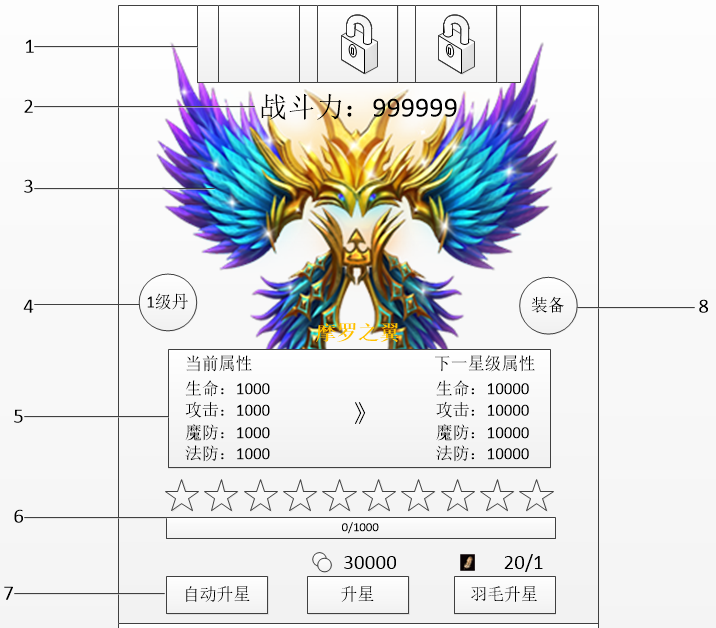 1
2
战斗力：999999
3
4
1级丹
装备
8
摩罗之翼
当前属性
下一星级属性
生命：1000
生命：10000
5
攻击：1000
》
攻击：10000
魔防：1000
魔防：10000
法防：1000
法防：10000
6
0/1000
30000
20/1
7
自动升星
升星
羽毛升星